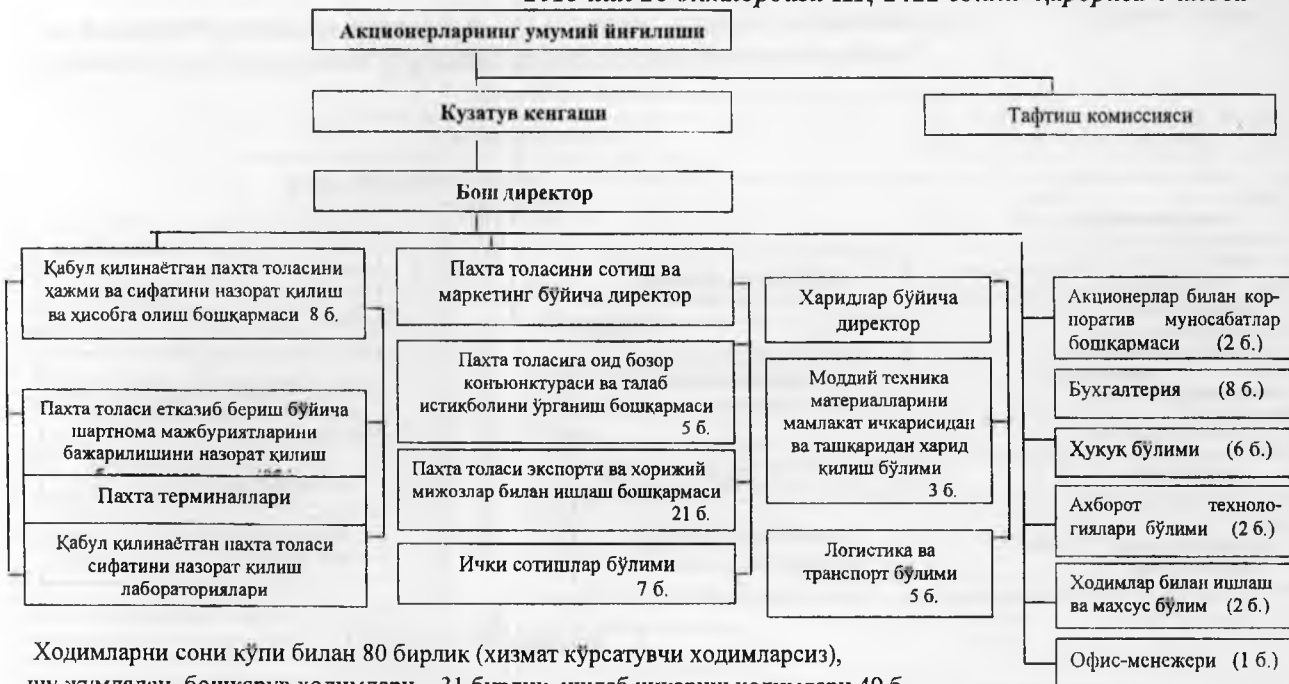 Акционерларнинг умумий йиғилиши
Кузатув кенгаши
Тафтиш комиссияси
Бош директор
Қабул қилинаётган пахта толасини
ҳажми ва сифатини назорат қилиш
ва ҳисобга олиш бошқармаси 8 б.
Пахта толаси етказиб бериш бўйича
шартнома мажбуриятларини
бажарилишини назорат қилиш
Пахта терминаллари
Қабул қилинаётган пахта толаси
сифатини назорат қилиш
лабораториялари
Пахта толасини сотиш ва
маркетинг бўйича директор
Пахта толасига оид бозор
конъюнктураси ва талаб
истиқболини ўрганиш бошқармаси
5 б.
Пахта толаси экспорти ва хорижий
мижозлар билан ишлаш бошқармаси
21 б.
Ички сотишлар бўлими
7 б.
Харидлар бўйича
директор
Моддий техника
материалларини
мамлакат ичкарисидан
ва ташқаридан харид
қилиш бўлими
3 б.
Логистика ва
транспорт бўлими
5 б.
Акционерлар билан кор-
поратив муносабатлар
бошқармаси (2 б.)
Бухгалтерия (8 б.)
Ҳуқуқ бўлими (6 б.)
Ахборот техноло-
гиялари бўлими (2 б.)
Ходимлар билан ишлаш
ва махсус бўлим (2 б.)
Офис-менежери (1 б.)
Ходимларни сони кўпи билан 80 бирлик (хизмат кўрсатувчи ходимларсиз),